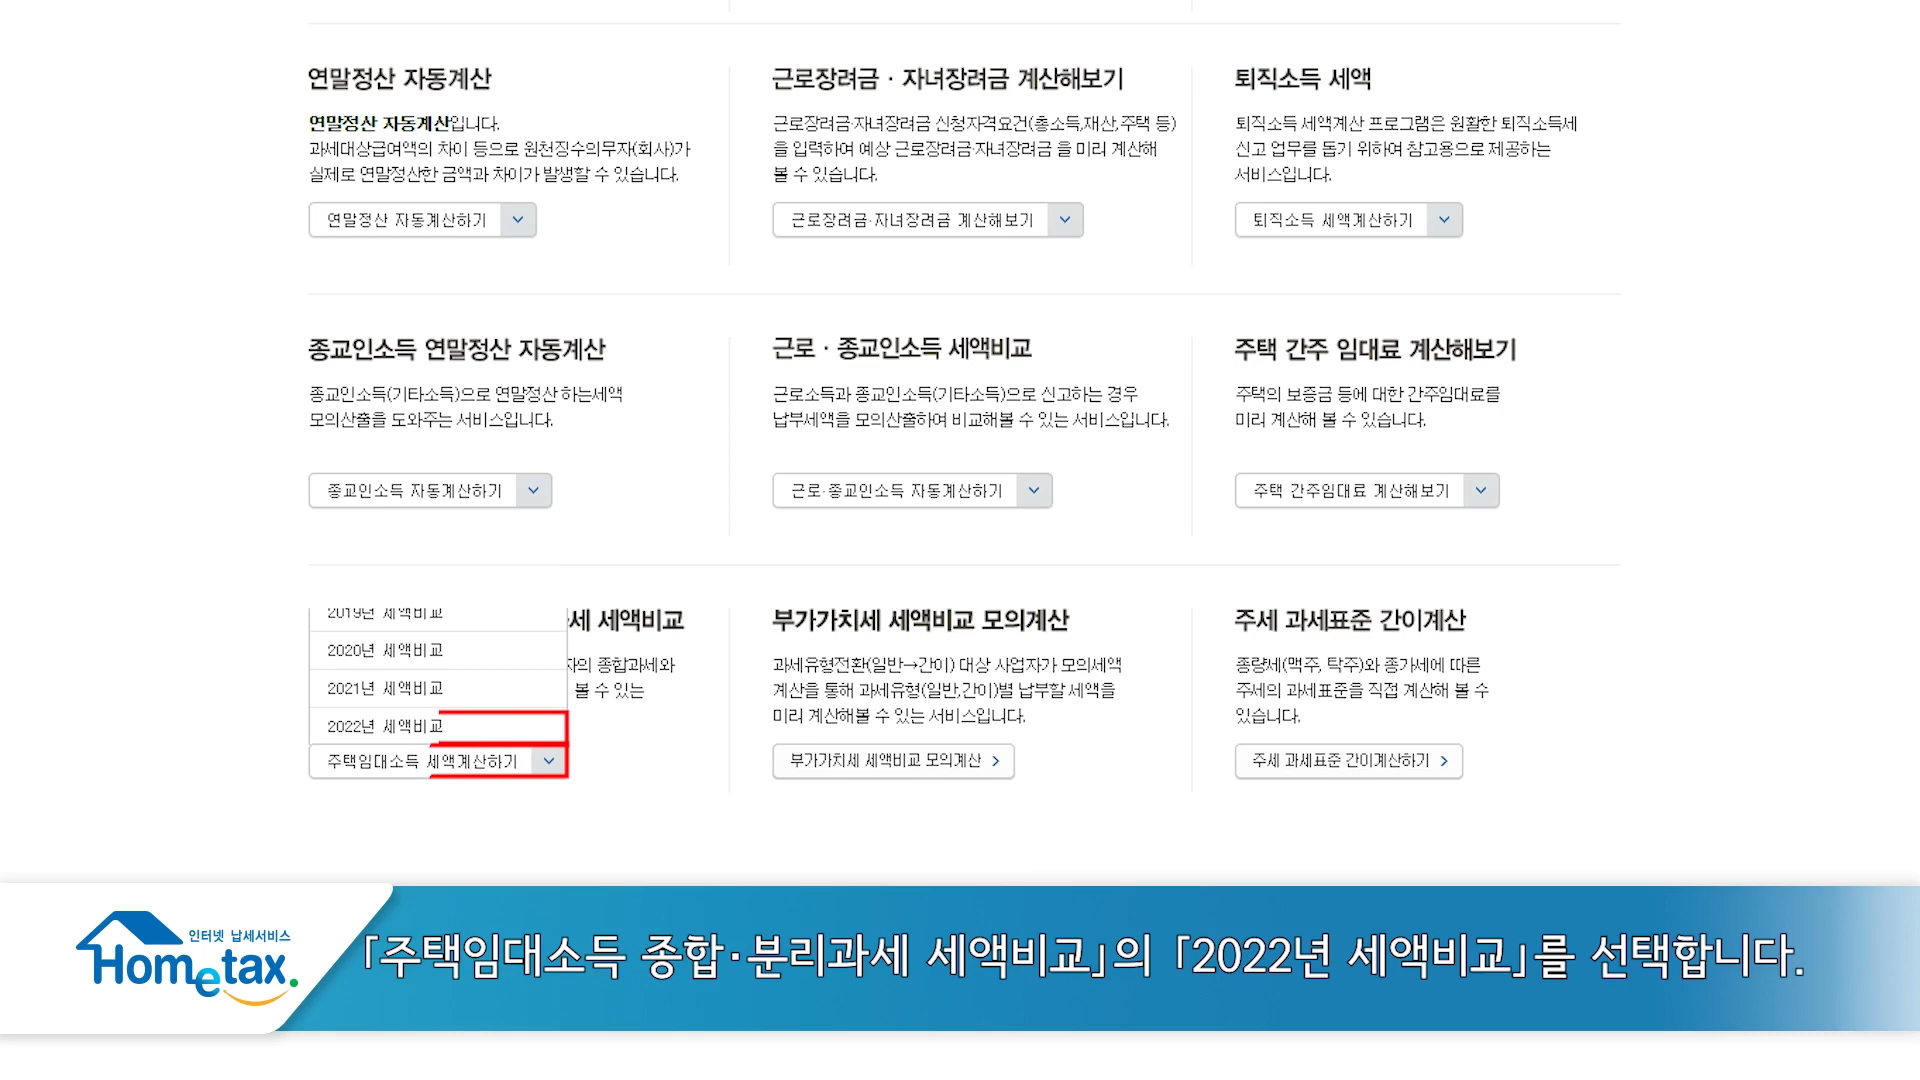 연말정산 자동계산
연말정산 자동계산입니다.
과세대상급여액의 차이 등으로 원천징수의무자(회사)가
실제로 연말정산한 금액과 차이가 발생할 수 있습니다.
연말정산 자동계산하기
근로장려금 · 자녀장려금 계산해보기
근로장려금·자녀장려금 신청자격요건(총소득,재산,주택 등)
을 입력하여 예상 근로장려금·자녀장려금 을 미리 계산해
볼 수 있습니다.
근로장려금·자녀장려금 계산해보기
퇴직소득 세액
퇴직소득 세액계산 프로그램은 원활한 퇴직소득세
신고 업무를 돕기 위하여 참고용으로 제공하는
서비스입니다.
퇴직소득 세액계산하기
종교인소득 연말정산 자동계산
종교인소득(기타소득)으로 연말정산 하는세액
모의산출을 도와주는 서비스입니다.
종교인소득 자동계산하기
근로 · 종교인소득 세액비교
근로소득과 종교인소득(기타소득)으로 신고하는 경우
납부세액을 모의산출하여 비교해볼 수 있는 서비스입니다.
근로·종교인소득 자동계산하기
주택 간주 임대료 계산해보기
주택의 보증금 등에 대한 간주임대료를
미리 계산해 볼 수 있습니다.
주택 간주임대료 계산해보기
세 세액비교
의 종합과세와
볼 수 있는
2019년 세액비교
2020년 세액비교
2021년 세액비교
2022년 세액비교
주택임대소득 세액계산하기
부가가치세 세액비교 모의계산
과세유형전환(일반→간이) 대상 사업자가 모의세액
계산을 통해 과세유형(일반,간이)별 납부할 세액을
미리 계산해볼 수 있는 서비스입니다.
부가가치세 세액비교 모의계산 >
주세 과세표준 간이계산
종량세(맥주, 탁주)와 종가세에 따른
주세의 과세표준을 직접 계산해 볼 수
있습니다.
주세 과세표준 간이계산하기 >
인터넷 납세서비스
Hometax.
「주택임대소득 종합·분리과세 세액비교」의 「2022년 세액비교」를 선택합니다.